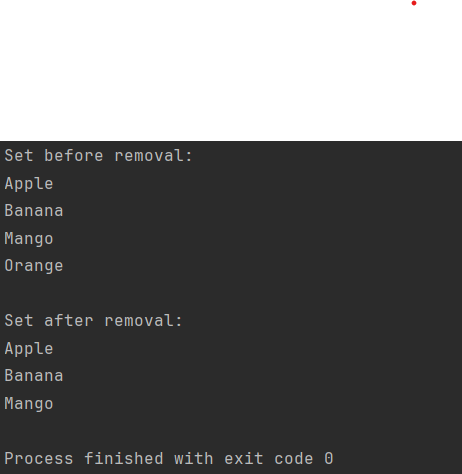 Set before removal:
Apple
Banana
Mango
Orange
Set after removal:
Apple
Banana
Mango
Process finished with exit code 0